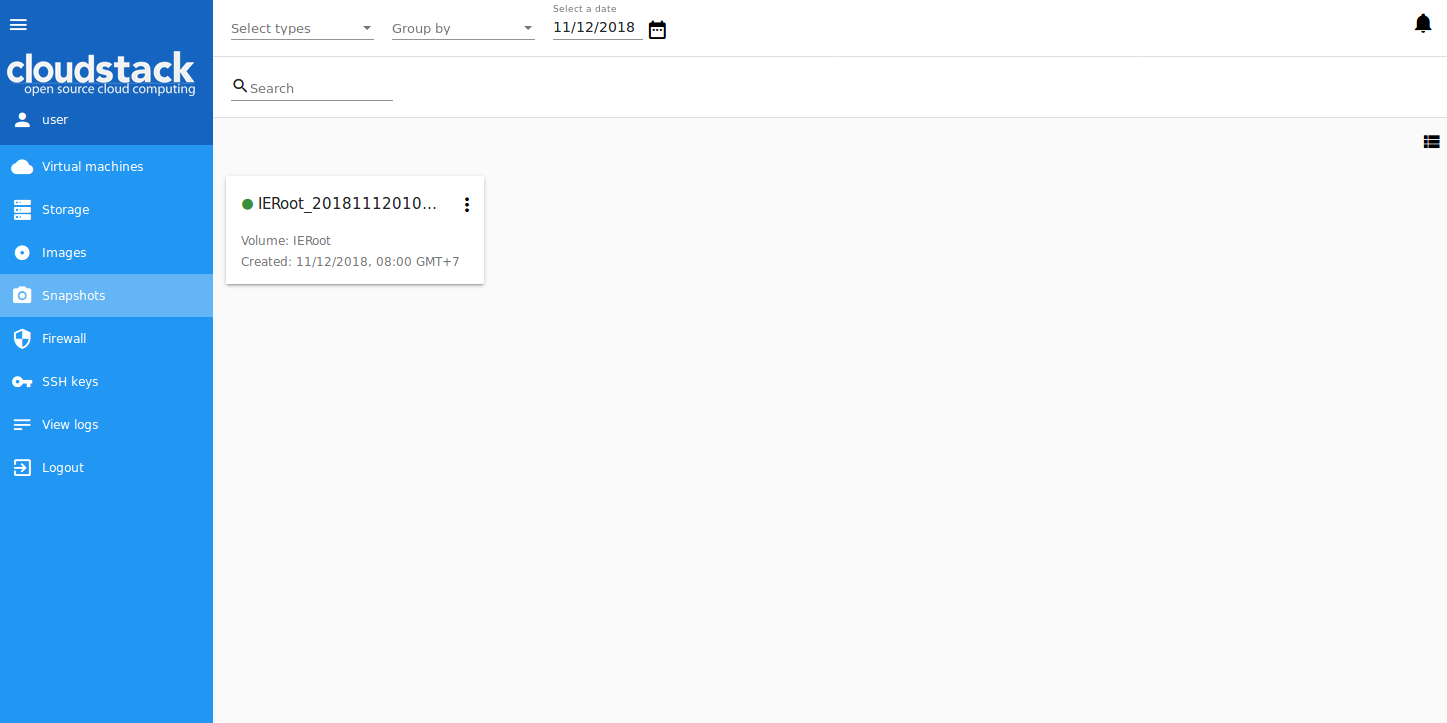 cloudstack
open source cloud computing
user
Virtual machines
Storage
Images
Snapshots
Firewall
SSH keys
View logs
Logout
Select types
Group by
Select a date
11/12/2018
Search
IERoot_20181112010...
Volume: IERoot
Created: 11/12/2018, 08:00 GMT+7